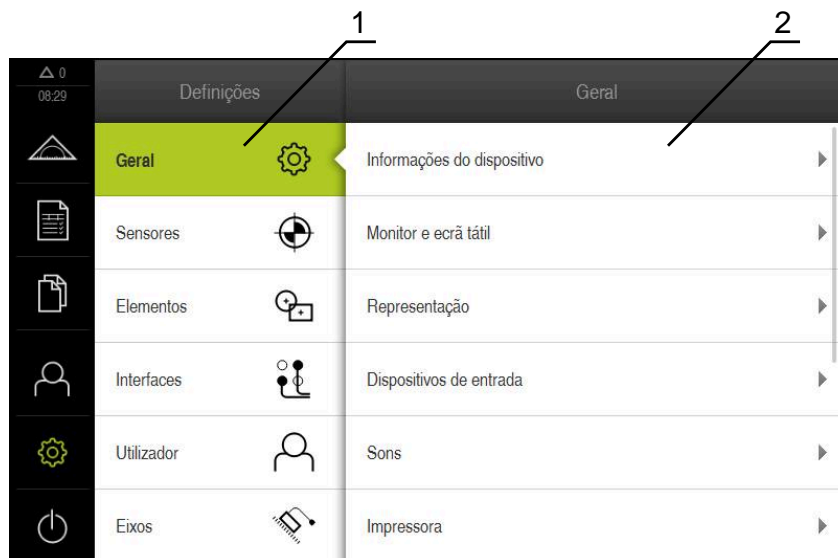 1
2
△ 0
08:29
Definições
Geral
Geral
Informações do dispositivo
Sensores
Monitor e ecrã tátil
Elementos
Representação
Interfaces
Dispositivos de entrada
Utilizador
Sons
Eixos
Impressora